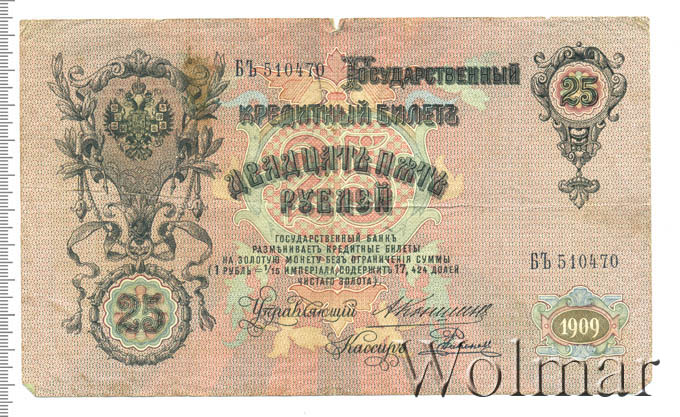 БЪ 510470
Государственный
25
Кредитный Билетъ
Двадцать пять
рублей
Государственный банкъ
размѣниваетъ кредитные билеты
на золотую монету безъ ограниченія суммы
(1 рубль = 1/15 имперіала, содержитъ 17,424 долей
чистаго золота).
БЪ 510470
25
Управляющій
Кассиръ
1909
Wolmar